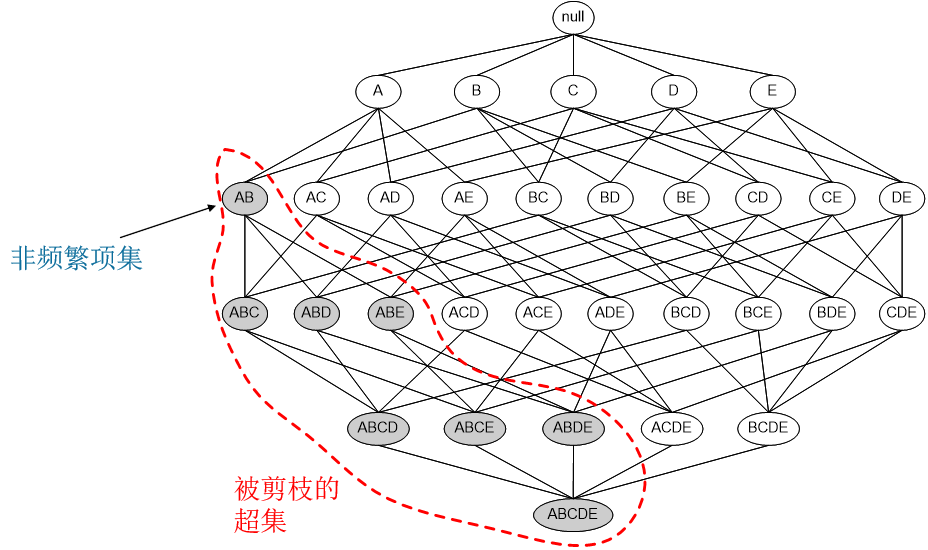 null
A B C D E
AB AC AD AE BC BD BE CD CE DE
非频繁项集
ABC ABD ABE ACD ACE ADE BCD BCE BDE CDE
ABCD ABCE ABDE ACDE BCDE
被剪枝的
超集
ABCDE